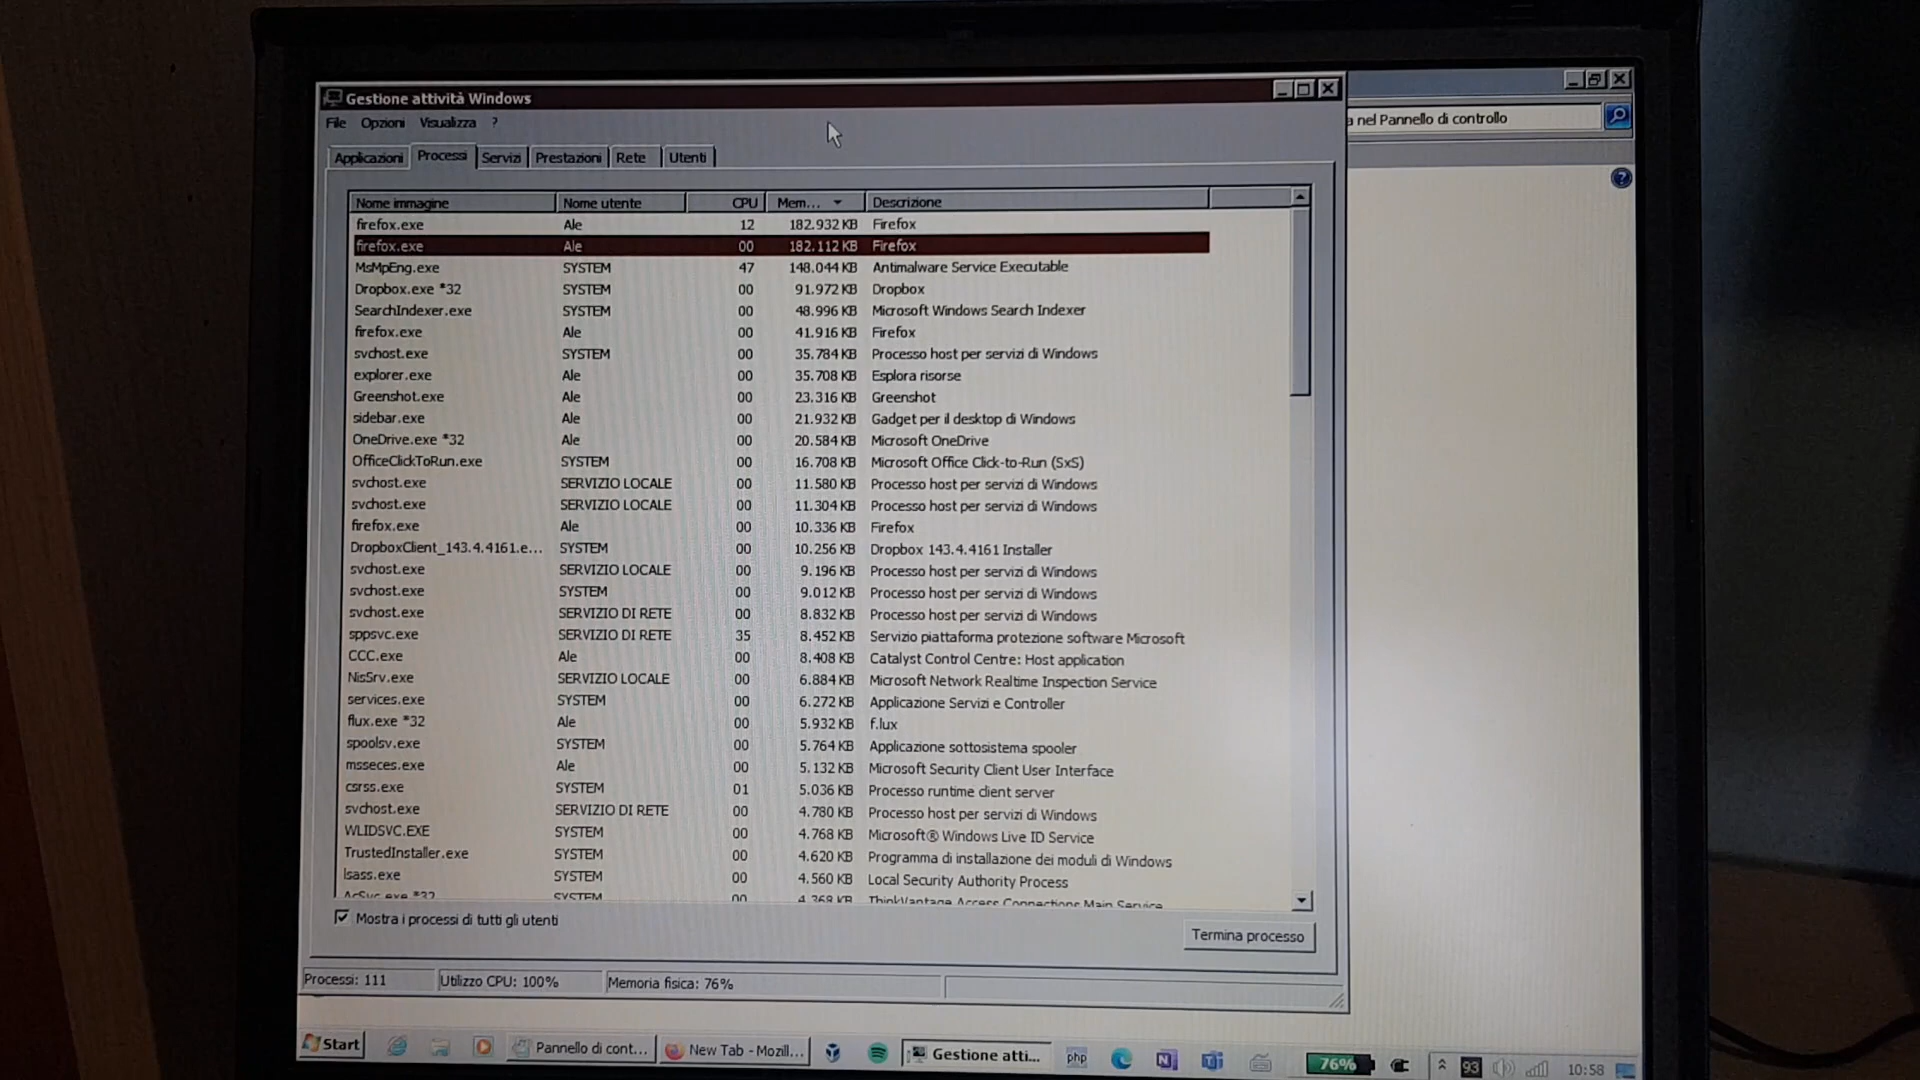 Gestione attività Windows
a nel Pannello di controllo
File Opzioni Visualizza ?
Applicazioni Processi Servizi Prestazioni Rete Utenti
Nome immagine Nome utente CPU Mem... Descrizione
firefox.exe Ale 12 182.932 KB Firefox
firefox.exe Ale 00 182.112 KB Firefox
MsMpEng.exe SYSTEM 47 148.044 KB Antimalware Service Executable
Dropbox.exe *32 SYSTEM 00 91.972 KB Dropbox
SearchIndexer.exe SYSTEM 00 48.996 KB Microsoft Windows Search Indexer
firefox.exe Ale 00 41.916 KB Firefox
svchost.exe SYSTEM 00 35.784 KB Processo host per servizi di Windows
explorer.exe Ale 00 35.708 KB Esplora risorse
Greenshot.exe Ale 00 23.316 KB Greenshot
sidebar.exe Ale 00 21.932 KB Gadget per il desktop di Windows
OneDrive.exe *32 Ale 00 20.584 KB Microsoft OneDrive
OfficeClickToRun.exe SYSTEM 00 16.708 KB Microsoft Office Click-to-Run (SxS)
svchost.exe SERVIZIO LOCALE 00 11.580 KB Processo host per servizi di Windows
svchost.exe SERVIZIO LOCALE 00 11.304 KB Processo host per servizi di Windows
firefox.exe Ale 00 10.336 KB Firefox
DropboxClient_143.4.4161.e... SYSTEM 00 10.256 KB Dropbox 143.4.4161 Installer
svchost.exe SERVIZIO LOCALE 00 9.196 KB Processo host per servizi di Windows
svchost.exe SYSTEM 00 9.012 KB Processo host per servizi di Windows
svchost.exe SERVIZIO DI RETE 00 8.832 KB Processo host per servizi di Windows
sppsvc.exe SERVIZIO DI RETE 35 8.452 KB Servizio piattaforma protezione software Microsoft
CCC.exe Ale 00 8.408 KB Catalyst Control Centre: Host application
NisSrv.exe SERVIZIO LOCALE 00 6.884 KB Microsoft Network Realtime Inspection Service
services.exe SYSTEM 00 6.272 KB Applicazione Servizi e Controller
flux.exe *32 Ale 00 5.932 KB f.lux
spoolsv.exe SYSTEM 00 5.764 KB Applicazione sottosistema spooler
msseces.exe Ale 00 5.132 KB Microsoft Security Client User Interface
csrss.exe SYSTEM 01 5.036 KB Processo runtime client server
svchost.exe SERVIZIO DI RETE 00 4.780 KB Processo host per servizi di Windows
WLIDSVC.EXE SYSTEM 00 4.768 KB Microsoft® Windows Live ID Service
TrustedInstaller.exe SYSTEM 00 4.620 KB Programma di installazione dei moduli di Windows
lsass.exe SYSTEM 00 4.560 KB Local Security Authority Process
AcSvc.exe *32 SYSTEM 00 4.368 KB ThinkVantage Access Connections Main Service
Mostra i processi di tutti gli utenti
Termina processo
Processi: 111 Utilizzo CPU: 100% Memoria fisica: 76%
Start Pannello di cont... New Tab - Mozill... Gestione atti... php 76% 93 10:58